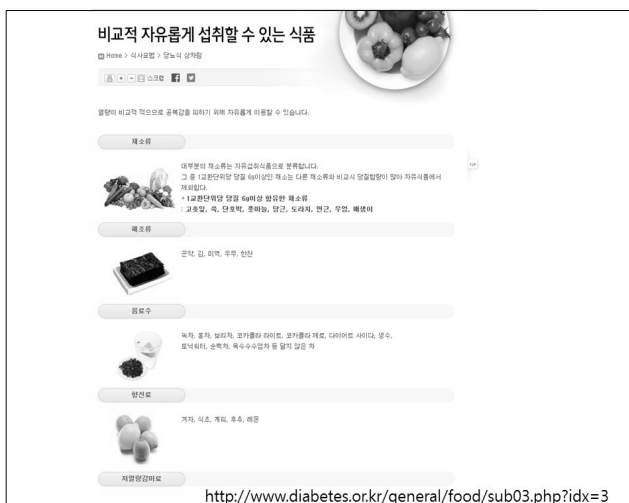 비교적 자유롭게 섭취할 수 있는 식품
Home > 식사요법 > 당뇨식 상차림
스크랩
열량이 비교적 적으므로 공복감을 피하기 위해 자유롭게 이용할 수 있습니다.
채소류
대부분의 채소류는 자유섭취식품으로 분류합니다.
그 중 1교환단위당 당질 6g이상인 채소는 다른 채소류와 비교시 당질함량이 많아 자유식품에서
제외합다.
* 1교환단위당 당질 6g이상 함유한 채소류
: 고춧잎, 쑥, 단호박, 풋마늘, 당근, 도라지, 연근, 우엉, 매생이
해조류
곤약, 김, 미역, 우무, 한천
음료수
녹차, 홍차, 보리차, 코카콜라 라이트, 코카콜라 제로, 다이어트 사이다, 생수,
토닉워터, 순백차, 옥수수수염차 등 달지 않은 차
향신료
겨자, 식초, 계피, 후추, 레몬
저열량감미료
TOP
http://www.diabetes.or.kr/general/food/sub03.php?idx=3